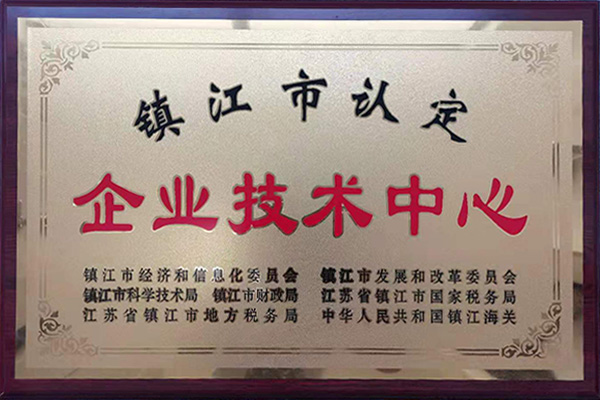 镇江市认定
企业技术中心
镇江市经济和信息化委员会 镇江市发展和改革委员会
镇江市科学技术局 镇江市财政局 江苏省镇江市国家税务局
江苏省镇江市地方税务局 中华人民共和国镇江海关